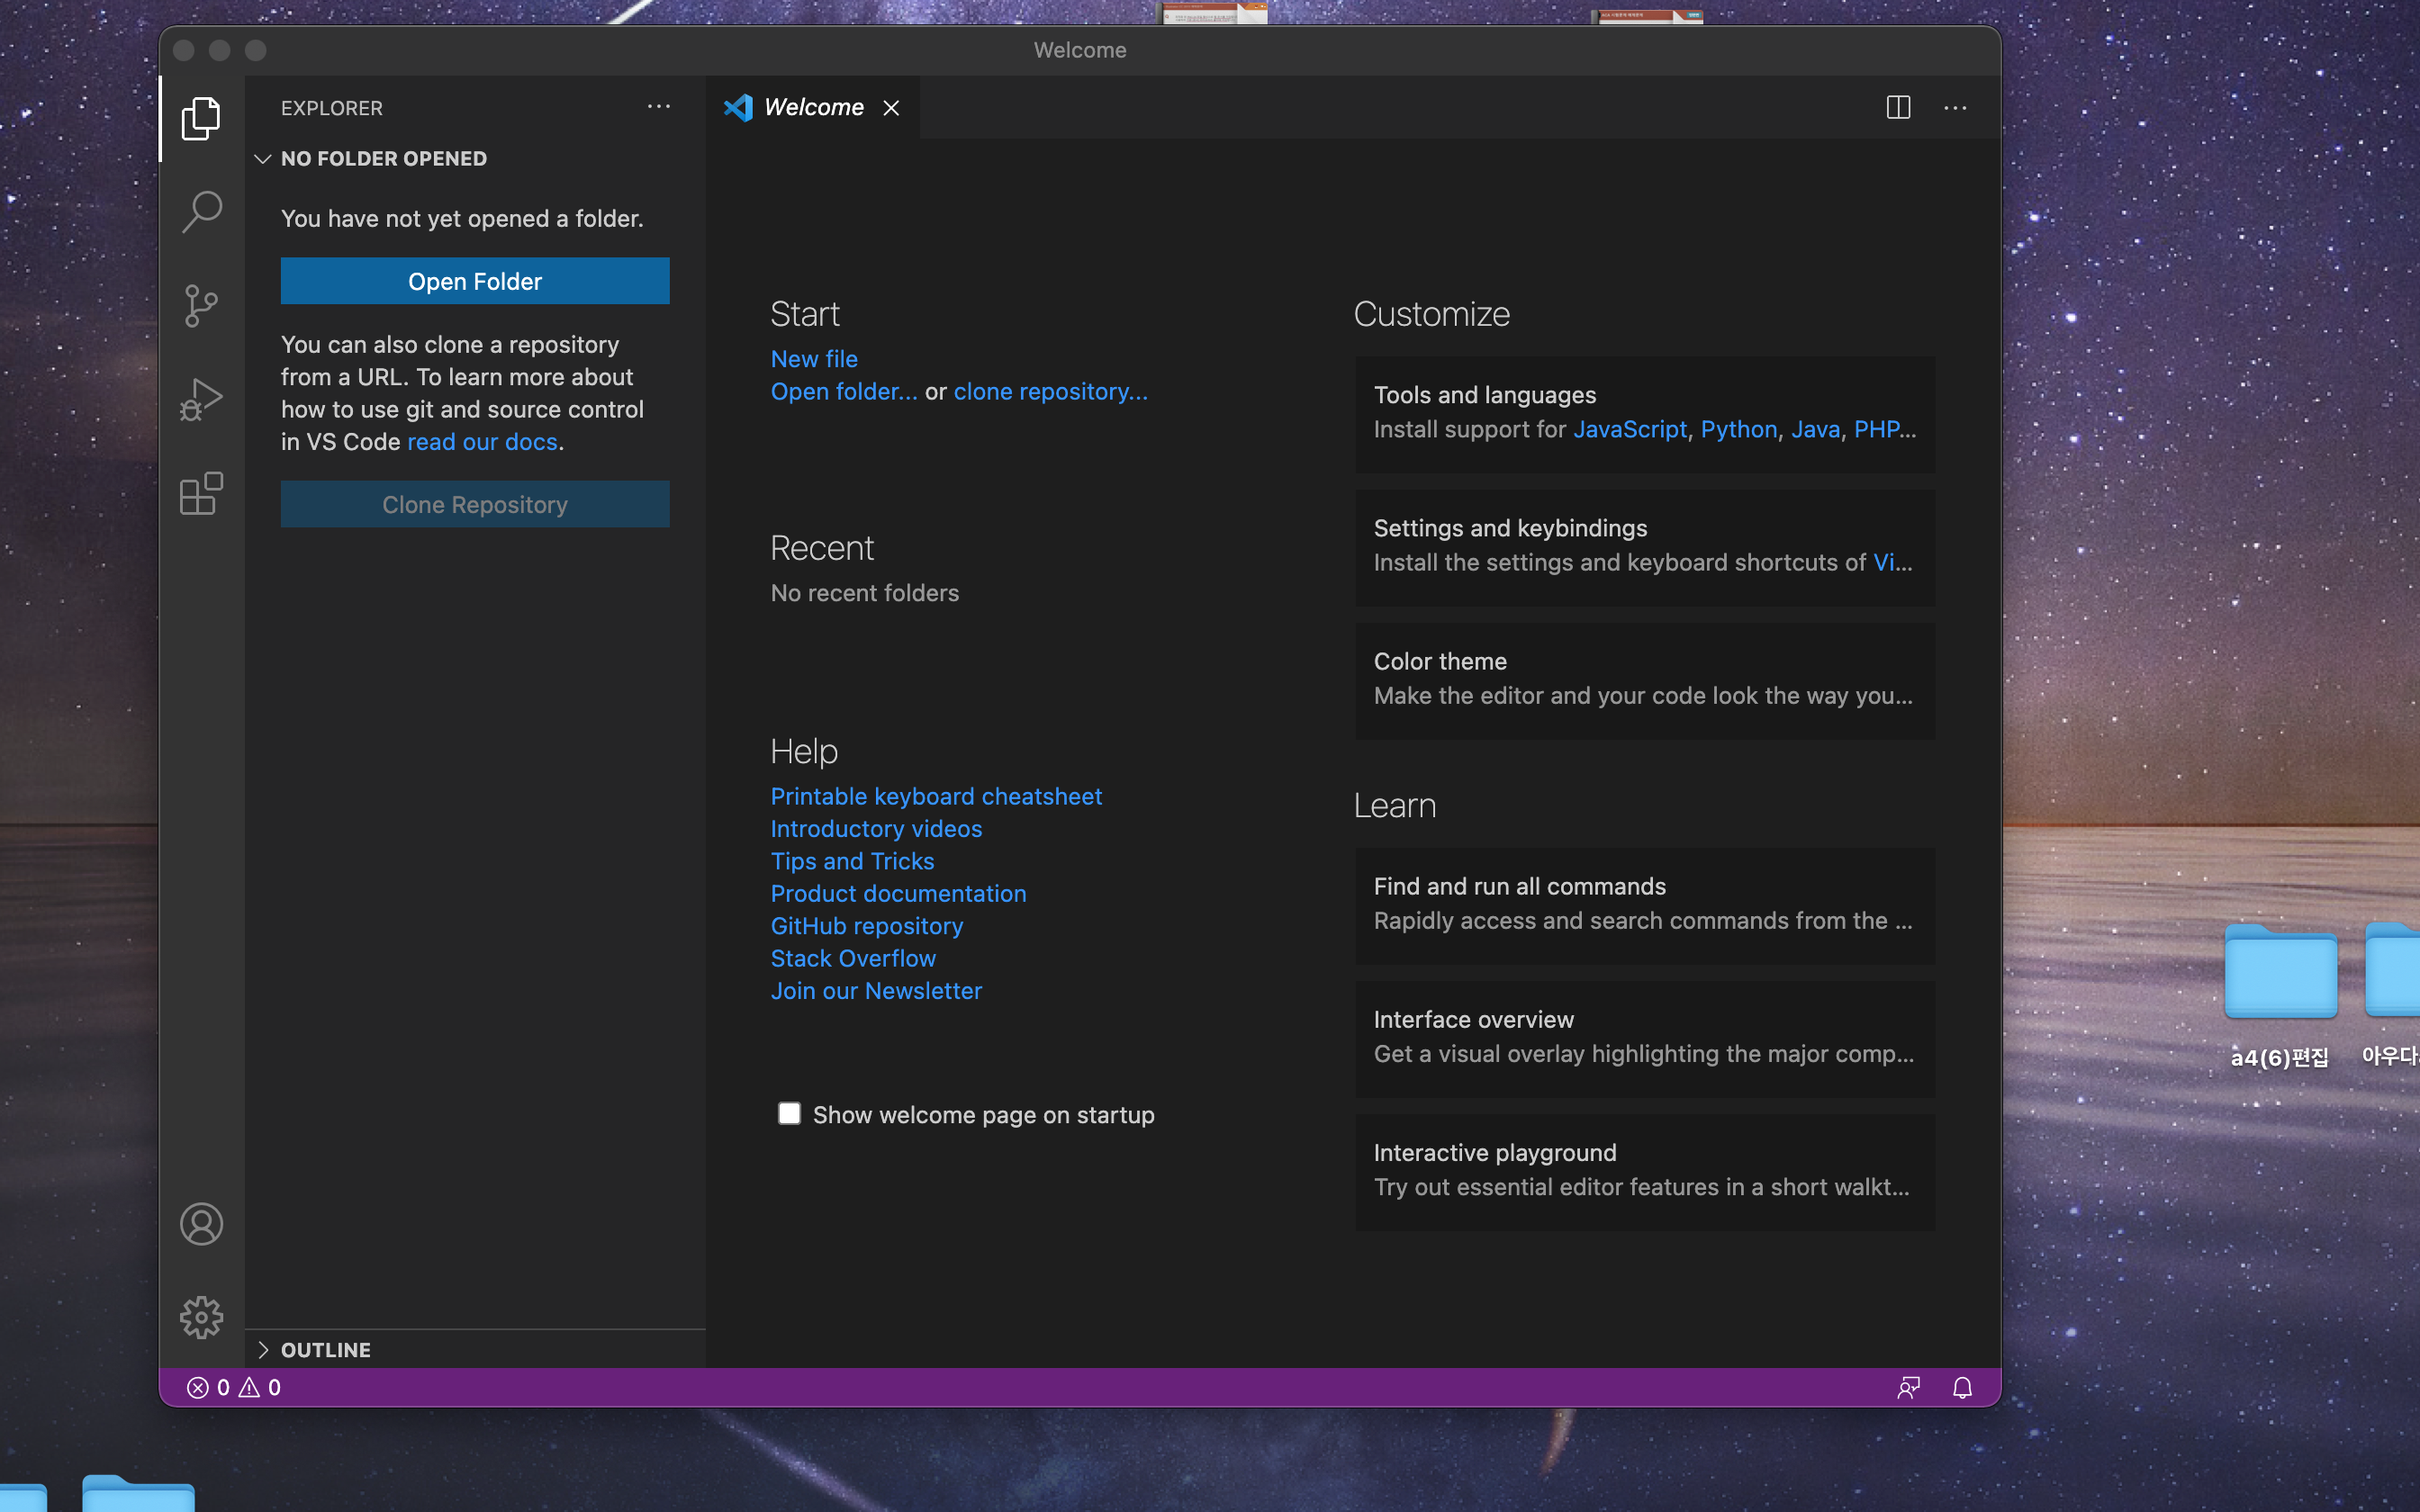 Welcome
EXPLORER
NO FOLDER OPENED
You have not yet opened a folder.
Open Folder
You can also clone a repository
from a URL. To learn more about
how to use git and source control
in VS Code read our docs.
Clone Repository
OUTLINE
Welcome
Start
New file
Open folder... or clone repository...
Recent
No recent folders
Help
Printable keyboard cheatsheet
Introductory videos
Tips and Tricks
Product documentation
GitHub repository
Stack Overflow
Join our Newsletter
Show welcome page on startup
Customize
Tools and languages
Install support for JavaScript, Python, Java, PHP...
Settings and keybindings
Install the settings and keyboard shortcuts of Vi...
Color theme
Make the editor and your code look the way you...
Learn
Find and run all commands
Rapidly access and search commands from the ...
Interface overview
Get a visual overlay highlighting the major comp...
Interactive playground
Try out essential editor features in a short walkt...
0 0
a4(6)편집
아우다